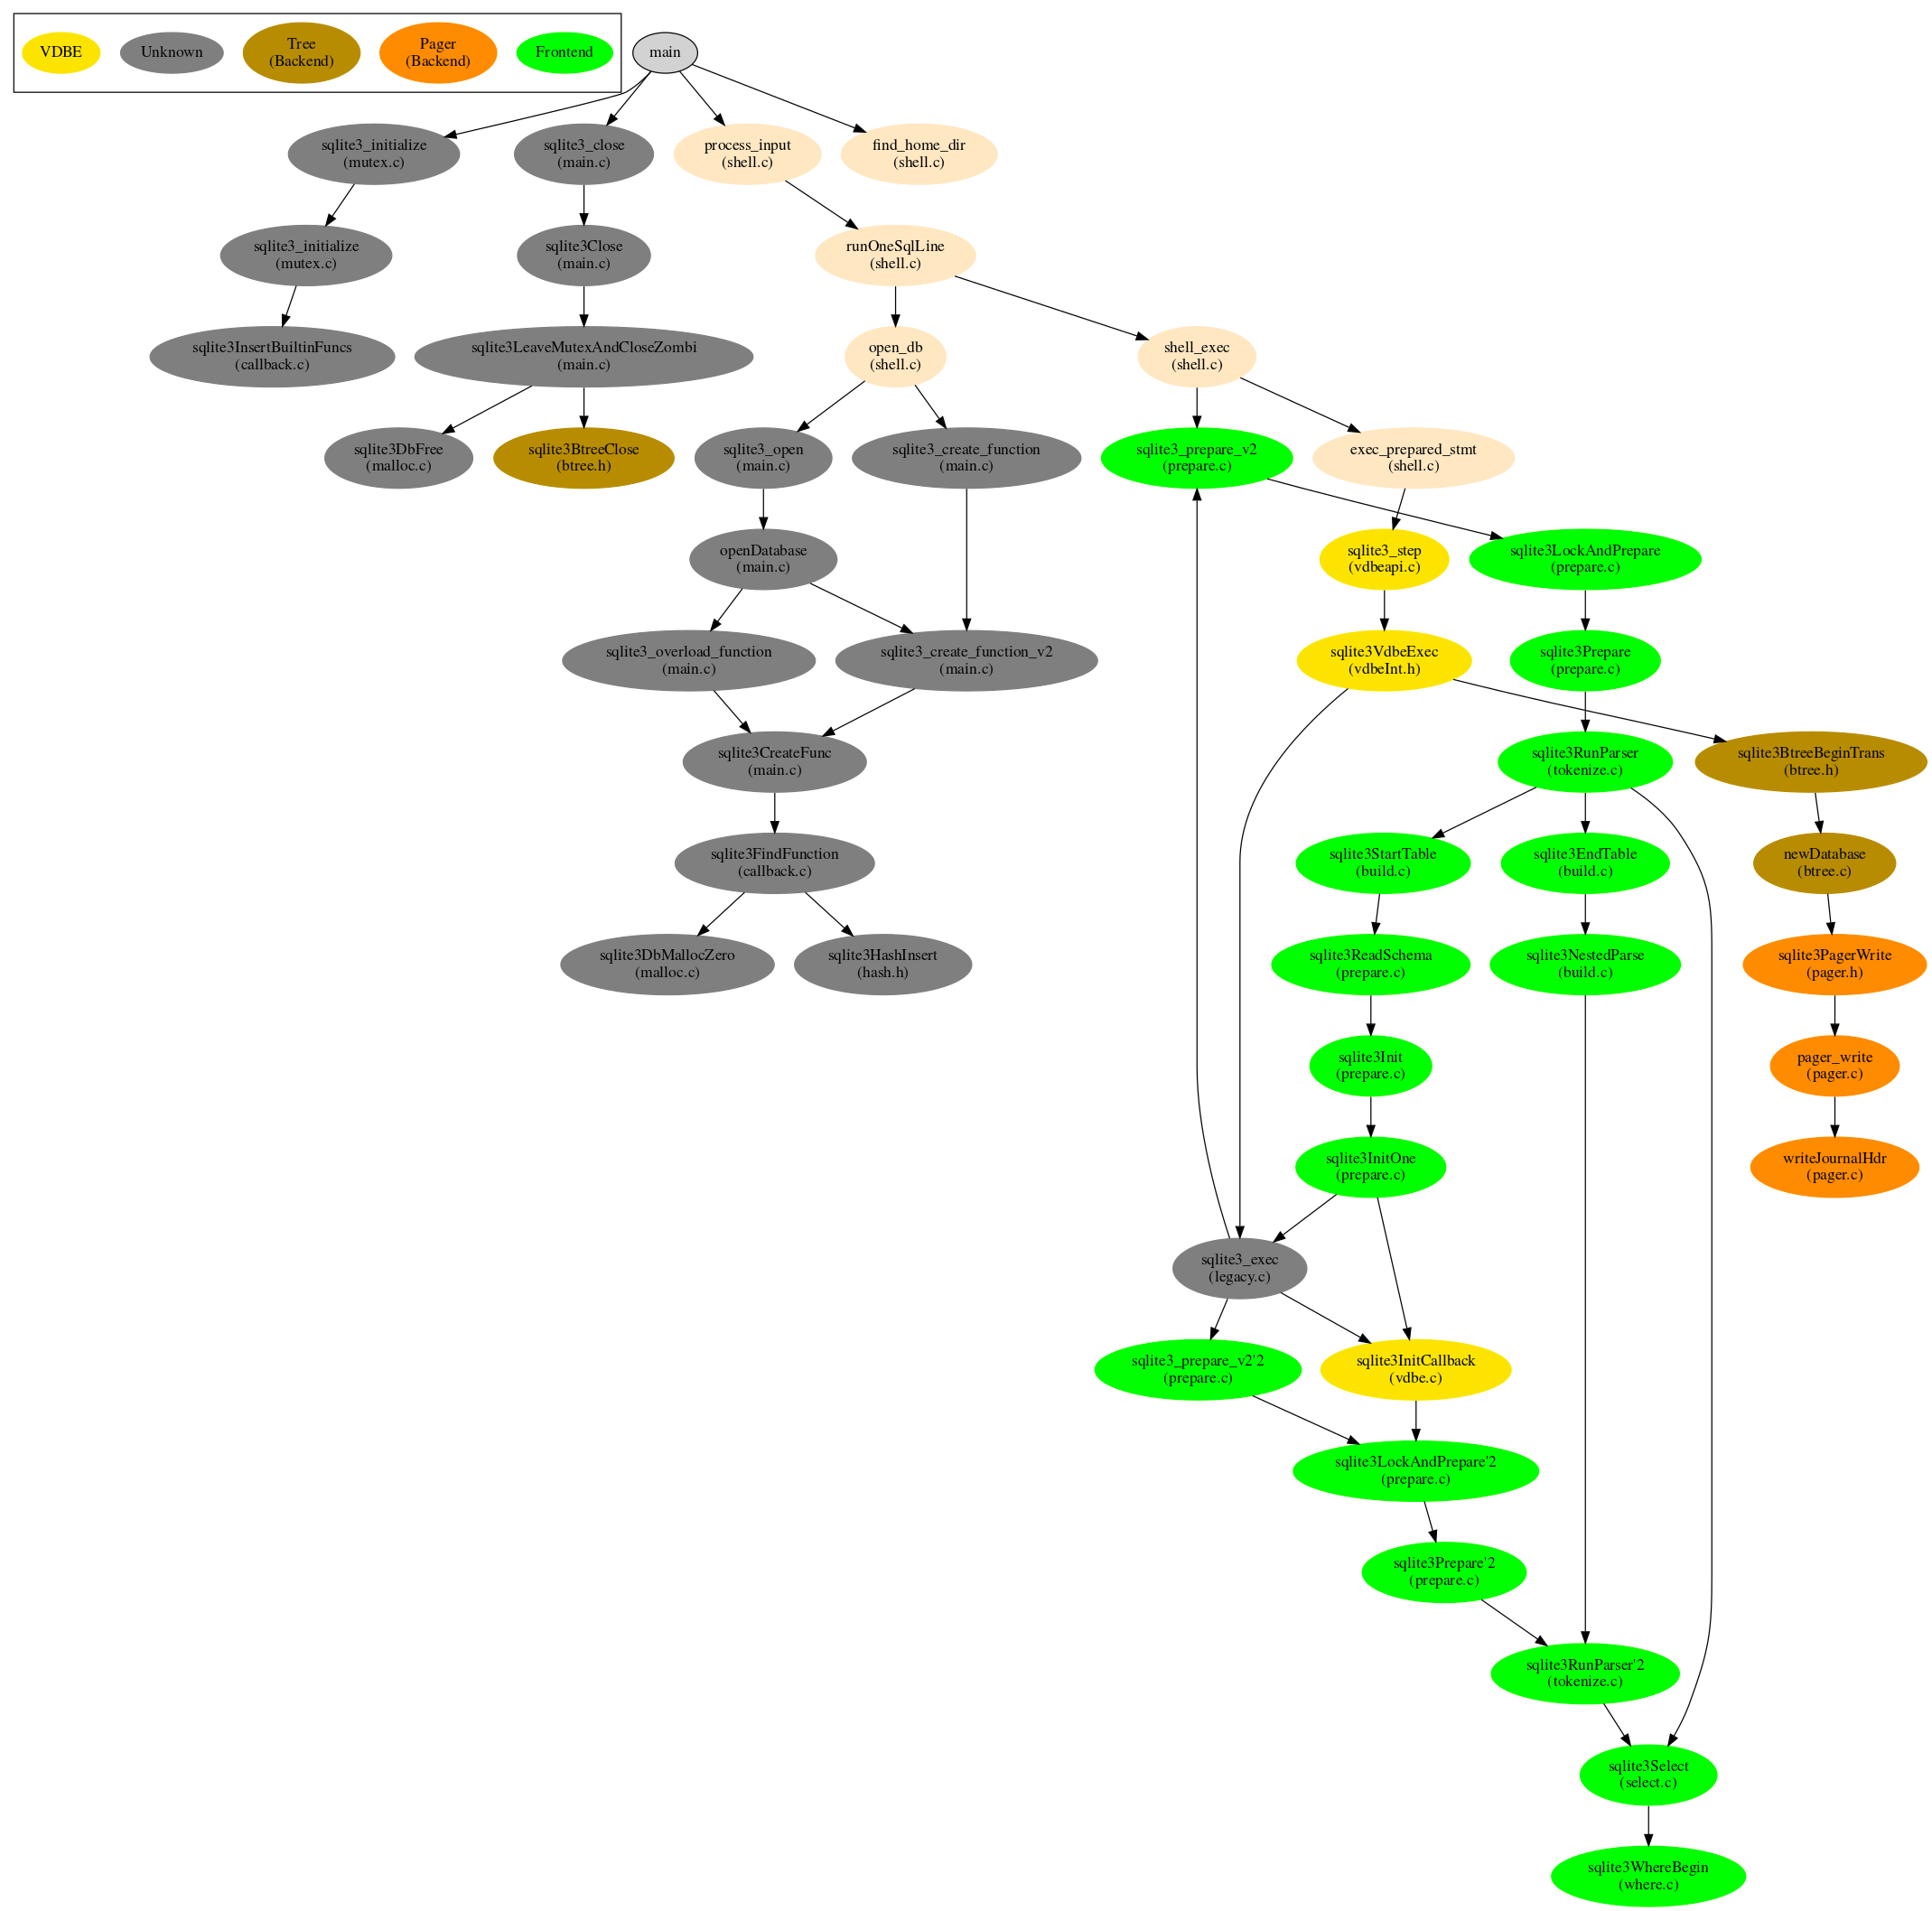 VDBE
Unknown
Tree
(Backend)
Pager
(Backend)
Frontend
main
sqlite3_initialize
(mutex.c)
sqlite3_close
(main.c)
process_input
(shell.c)
find_home_dir
(shell.c)
sqlite3_initialize
(mutex.c)
sqlite3Close
(main.c)
runOneSqlLine
(shell.c)
sqlite3InsertBuiltinFuncs
(callback.c)
sqlite3LeaveMutexAndCloseZombi
(main.c)
open_db
(shell.c)
shell_exec
(shell.c)
sqlite3DbFree
(malloc.c)
sqlite3BtreeClose
(btree.h)
sqlite3_open
(main.c)
sqlite3_create_function
(main.c)
sqlite3_prepare_v2
(prepare.c)
exec_prepared_stmt
(shell.c)
openDatabase
(main.c)
sqlite3_step
(vdbeapi.c)
sqlite3LockAndPrepare
(prepare.c)
sqlite3_overload_function
(main.c)
sqlite3_create_function_v2
(main.c)
sqlite3VdbeExec
(vdbeInt.h)
sqlite3Prepare
(prepare.c)
sqlite3CreateFunc
(main.c)
sqlite3RunParser
(tokenize.c)
sqlite3BtreeBeginTrans
(btree.h)
sqlite3FindFunction
(callback.c)
sqlite3StartTable
(build.c)
sqlite3EndTable
(build.c)
newDatabase
(btree.c)
sqlite3DbMallocZero
(malloc.c)
sqlite3HashInsert
(hash.h)
sqlite3ReadSchema
(prepare.c)
sqlite3NestedParse
(build.c)
sqlite3PagerWrite
(pager.h)
sqlite3Init
(prepare.c)
pager_write
(pager.c)
sqlite3InitOne
(prepare.c)
writeJournalHdr
(pager.c)
sqlite3_exec
(legacy.c)
sqlite3_prepare_v2'2
(prepare.c)
sqlite3InitCallback
(vdbe.c)
sqlite3LockAndPrepare'2
(prepare.c)
sqlite3Prepare'2
(prepare.c)
sqlite3RunParser'2
(tokenize.c)
sqlite3Select
(select.c)
sqlite3WhereBegin
(where.c)